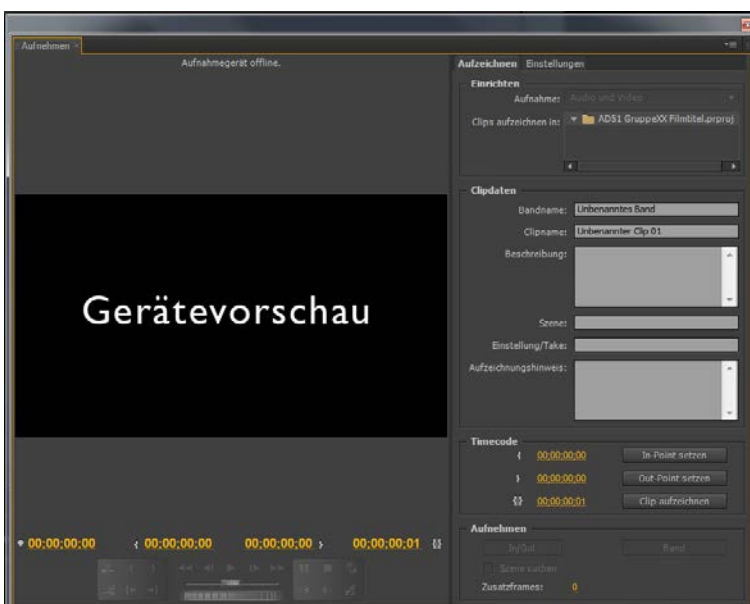 Aufnehmen
Aufnahmegerät offline.
Gerätevorschau
00;00;00;00 00;00;00;00 00;00;00;00 00;00;00;01
Aufzeichnen Einstellungen
Einrichten
Aufnahme: Audio und Video
Clips aufzeichnen in: ADS1 GruppeXX Filmtitel.prproj
Clipdaten
Bandname: Unbenanntes Band
Clipname: Unbenannter Clip 01
Beschreibung:
Szene:
Einstellung/Take:
Aufzeichnungshinweis:
Timecode
{ 00;00;00;00 In-Point setzen
} 00;00;00;00 Out-Point setzen
{} 00;00;00;01 Clip aufzeichnen
Aufnehmen
In/Out Band
Szene suchen
Zusatzframes: 0